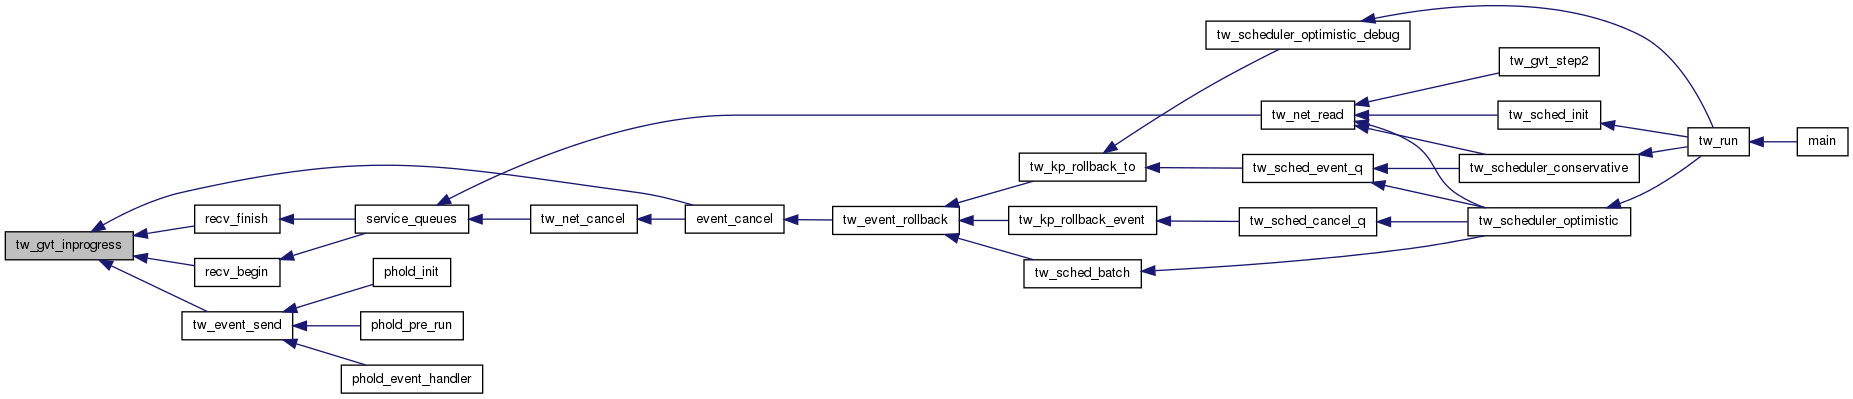 tw_gvt_inprogress
recv_finish
recv_begin
tw_event_send
service_queues
phold_init
phold_pre_run
phold_event_handler
tw_net_cancel
event_cancel
tw_event_rollback
tw_kp_rollback_to
tw_kp_rollback_event
tw_sched_batch
tw_scheduler_optimistic_debug
tw_net_read
tw_sched_event_q
tw_sched_cancel_q
tw_gvt_step2
tw_sched_init
tw_scheduler_conservative
tw_scheduler_optimistic
tw_run
main